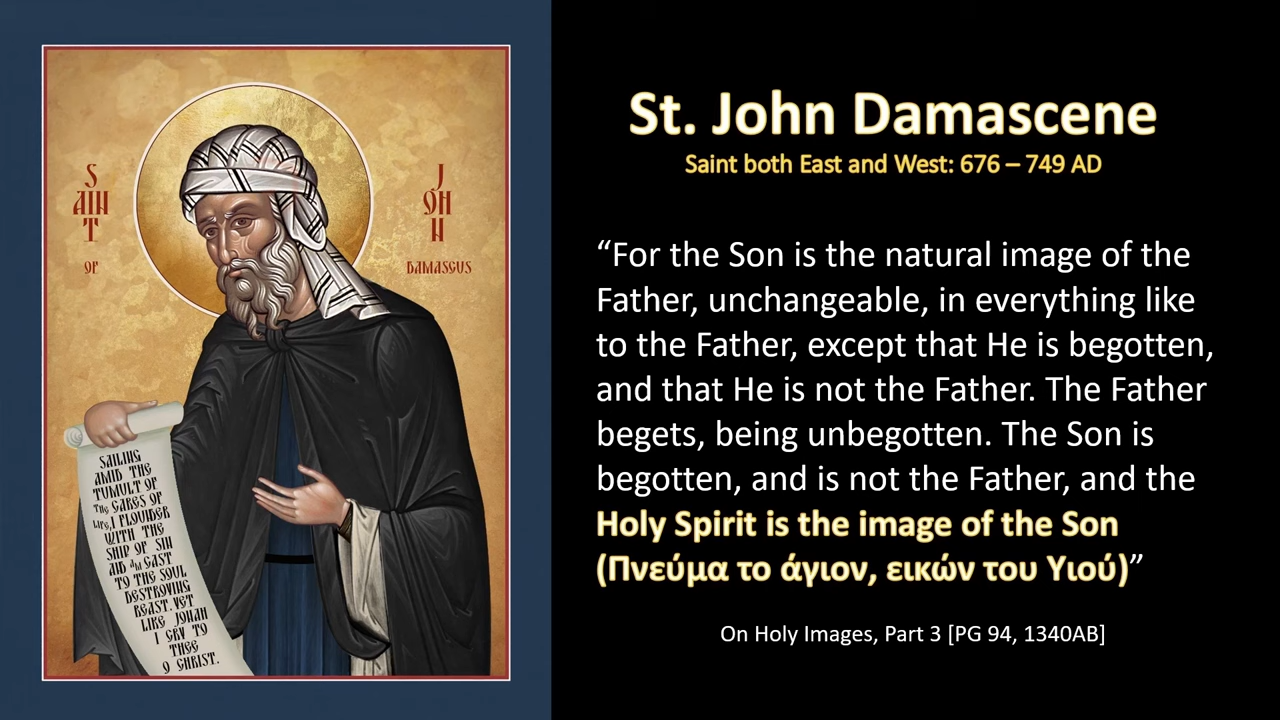 S
AIN
T
OF
J
OH
N
DAMASCUS
SAILING
AMID THE
TUMULT OF
THE CARES OF
LIFE, I FLOUNDER
WITH THE
SHIP OF SIN
AND AM CAST
TO THE SOUL
DESTROYING
BEAST. YET
LIKE JONAH
I CRY TO
THEE
O CHRIST.
St. John Damascene
Saint both East and West: 676 – 749 AD
“For the Son is the natural image of the
Father, unchangeable, in everything like
to the Father, except that He is begotten,
and that He is not the Father. The Father
begets, being unbegotten. The Son is
begotten, and is not the Father, and the
Holy Spirit is the image of the Son
(Πνεύμα το άγιον, εικών του Υιού)”
On Holy Images, Part 3 [PG 94, 1340AB]